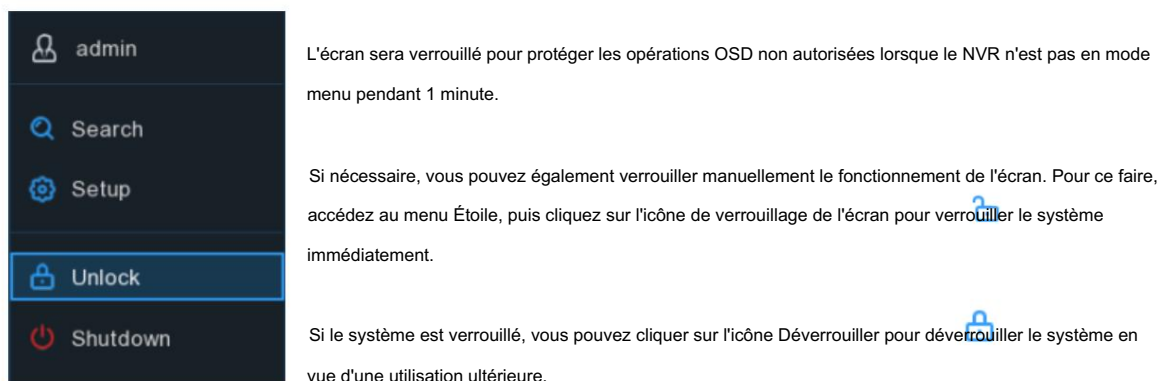 admin
Search
Setup
Unlock
Shutdown
L'écran sera verrouillé pour protéger les opérations OSD non autorisées lorsque le NVR n'est pas en mode
menu pendant 1 minute.
Si nécessaire, vous pouvez également verrouiller manuellement le fonctionnement de l'écran. Pour ce faire,
accédez au menu Étoile, puis cliquez sur l'icône de verrouillage de l'écran pour verrouiller le système
immédiatement.
Si le système est verrouillé, vous pouvez cliquer sur l'icône Déverrouiller pour déverrouiller le système en
vue d'une utilisation ultérieure.